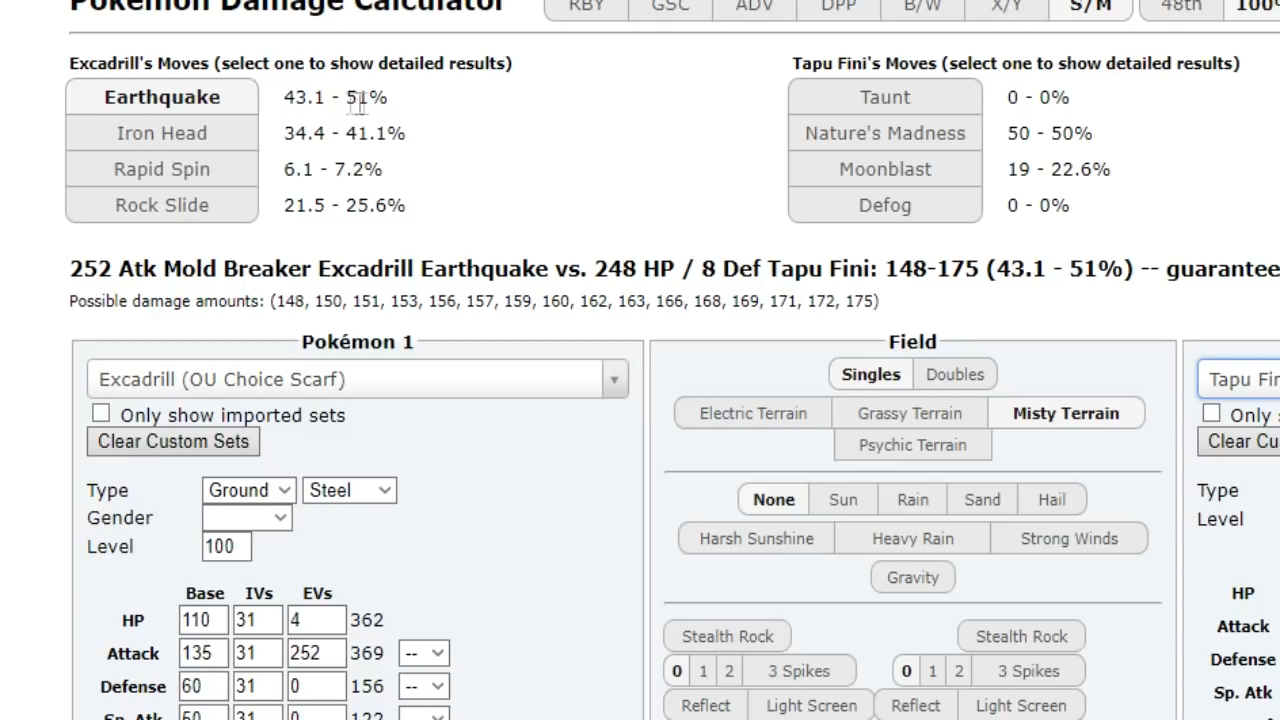 Pokémon Damage Calculator RBY GSC ADV DPP B/W X/Y S/M 48th 100%
Excadrill's Moves (select one to show detailed results) Tapu Fini's Moves (select one to show detailed results)
Earthquake 43.1 - 51% Taunt 0 - 0%
Iron Head 34.4 - 41.1% Nature's Madness 50 - 50%
Rapid Spin 6.1 - 7.2% Moonblast 19 - 22.6%
Rock Slide 21.5 - 25.6% Defog 0 - 0%
252 Atk Mold Breaker Excadrill Earthquake vs. 248 HP / 8 Def Tapu Fini: 148-175 (43.1 - 51%) -- guarantee
Possible damage amounts: (148, 150, 151, 153, 156, 157, 159, 160, 162, 163, 166, 168, 169, 171, 172, 175)
Pokémon 1 Field
Singles Doubles
Excadrill (OU Choice Scarf) Tapu Fin
Only show imported sets Electric Terrain Grassy Terrain Misty Terrain Only
Clear Custom Sets Psychic Terrain Clear Cu
Type Ground Steel None Sun Rain Sand Hail Type
Gender Level
Harsh Sunshine Heavy Rain Strong Winds
Level 100
Gravity
Base IVs EVs HP
HP 110 31 4 362 Stealth Rock Stealth Rock Attack
Attack 135 31 252 369 -- 0 1 2 3 Spikes 0 1 2 3 Spikes Defense
Defense 60 31 0 156 -- Reflect Light Screen Reflect Light Screen Sp. Atk
Sp. Atk 50 31 0 122